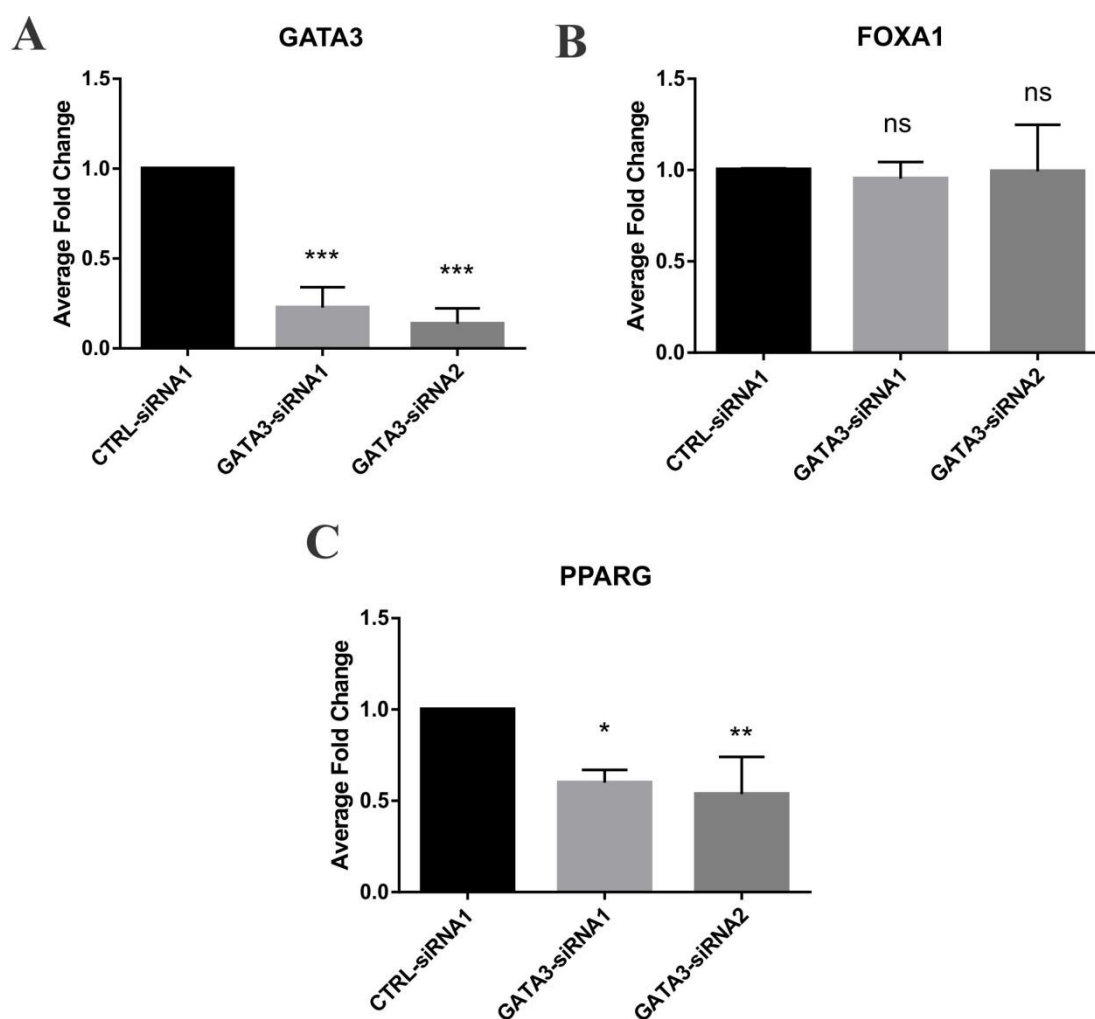 A
GATA3
Average Fold Change
1.5
1.0
0.5
0.0
***
***
CTRL-siRNA1
GATA3-siRNA1
GATA3-siRNA2
B
FOXA1
Average Fold Change
1.5
1.0
0.5
0.0
ns
ns
CTRL-siRNA1
GATA3-siRNA1
GATA3-siRNA2
C
PPARG
Average Fold Change
1.5
1.0
0.5
0.0
*
**
CTRL-siRNA1
GATA3-siRNA1
GATA3-siRNA2